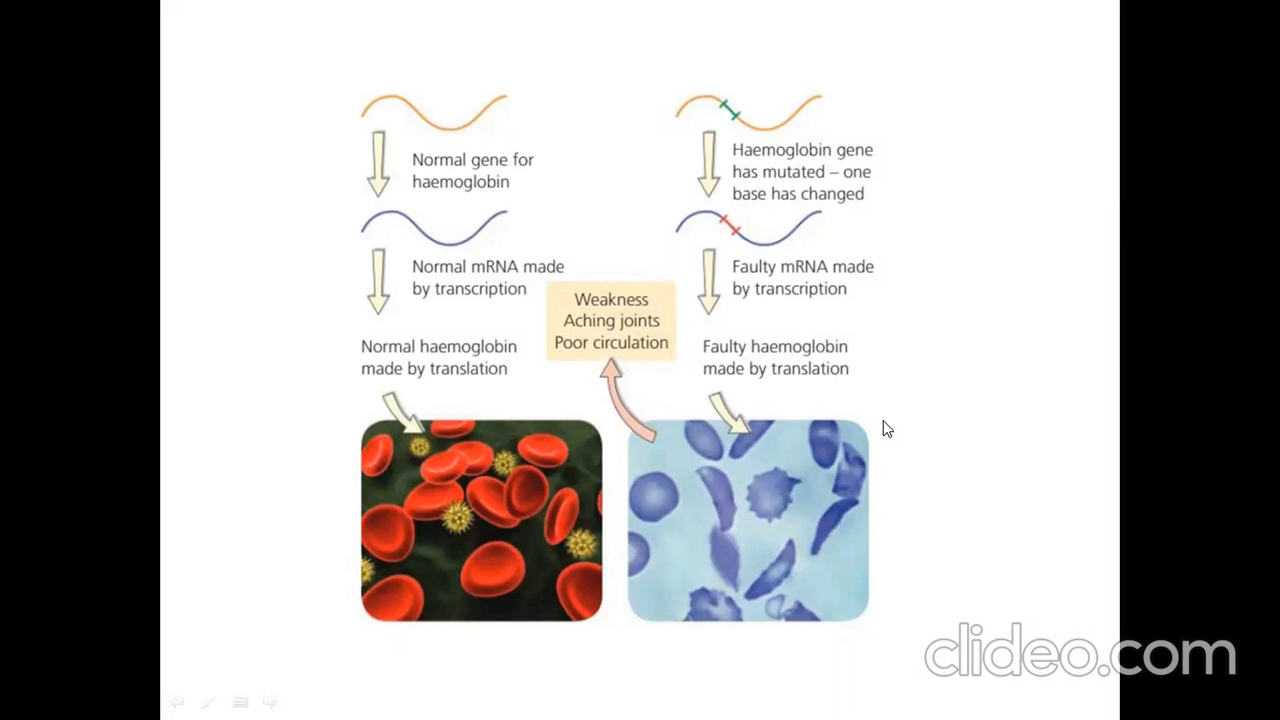 Normal gene for
haemoglobin
Normal mRNA made
by transcription
Normal haemoglobin
made by translation
Weakness
Aching joints
Poor circulation
Haemoglobin gene
has mutated – one
base has changed
Faulty mRNA made
by transcription
Faulty haemoglobin
made by translation
clideo.com